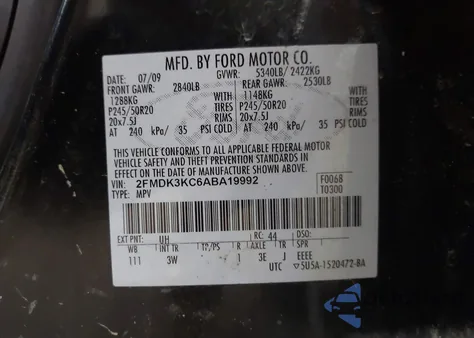 MFD. BY FORD MOTOR CO.
DATE: 07/09 GVWR: 5340LB/ 2422KG
FRONT GAWR: 2840LB REAR GAWR: 2530LB
1288KG 1148KG
P245/50R20 TIRES P245/50R20 TIRES
20x7.5J RIMS 20x7.5J RIMS
AT 240 kPa/ 35 PSI COLD AT 240 kPa/ 35 PSI COLD
THIS VEHICLE CONFORMS TO ALL APPLICABLE FEDERAL MOTOR
VEHICLE SAFETY AND THEFT PREVENTION STANDARDS IN EFFECT ON
THE DATE OF MANUFACTURE SHOWN ABOVE.
VIN: 2FMDK3KC6ABA19992
TYPE: MPV
F0068
T0300
EXT PNT: UH RC: 44 DSO:
WB INT TR TP/PS R AXLE TR SPR
111 3W 1 3E J EEEE
UTC 5U5A-1520472-BA